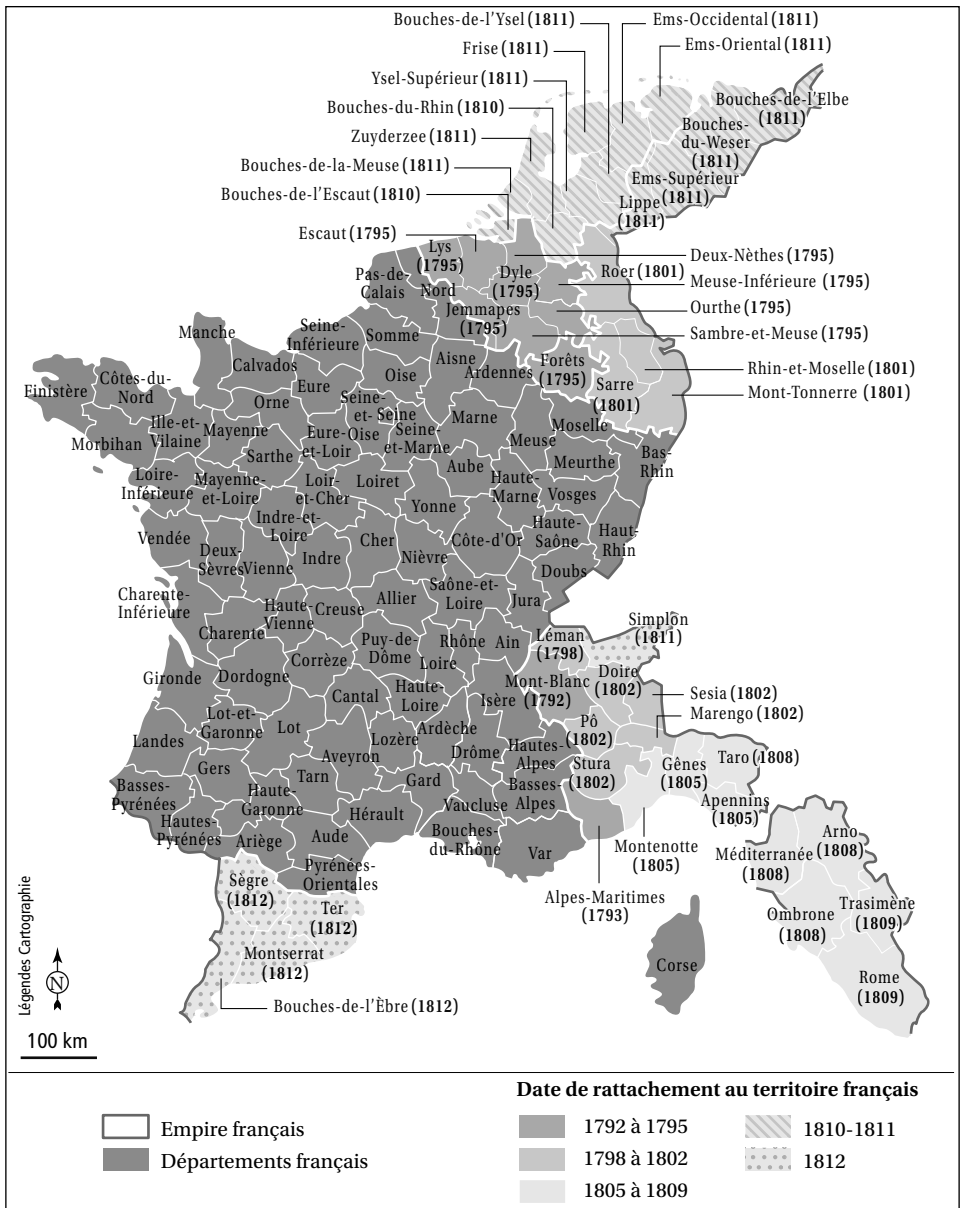 Bouches-de-l'Ysel (1811)
Ems-Occidental (1811)
Frise (1811)
Ems-Oriental (1811)
Ysel-Supérieur (1811)
Bouches-du-Rhin (1810)
Bouches-de-l'Elbe
(1811)
Zuyderzee (1811)
Bouches-
du-Weser
(1811)
Bouches-de-la-Meuse (1811)
Ems-Supérieur
(1811)
Bouches-de-l'Escaut (1810)
Lippe
(1811)
Escaut (1795)
Lys
(1795)
Deux-Nèthes (1795)
Pas-de-
Calais
Nord
Dyle
(1795)
Roer (1801)
Meuse-Inférieure (1795)
Jemmapes
(1795)
Ourthe (1795)
Manche
Seine-
Inférieure
Somme
Sambre-et-Meuse (1795)
Calvados
Aisne
Ardennes
Forêts
(1795)
Finistère
Côtes-du-
Nord
Eure
Oise
Sarre
(1801)
Rhin-et-Moselle (1801)
Mont-Tonnerre (1801)
Orne
Seine-
et-
Oise
Seine
Seine-
et-Marne
Marne
Moselle
Morbihan
Ille-et-
Vilaine
Mayenne
Sarthe
Eure-
et-Loir
Meuse
Meurthe
Bas-
Rhin
Loire-
Inférieure
Mayenne-
et-Loire
Loir-
et-Cher
Loiret
Aube
Haute-
Marne
Vosges
Yonne
Indre-et-
Loire
Vendée
Deux-
Sèvres
Vienne
Indre
Cher
Nièvre
Côte-d'Or
Haute-
Saône
Haut-
Rhin
Doubs
Charente-
Inférieure
Haute-
Vienne
Creuse
Allier
Saône-et-
Loire
Jura
Charente
Puy-de-
Dôme
Rhône
Ain
Léman
(1798)
Simplon
(1811)
Gironde
Dordogne
Corrèze
Loire
Mont-Blanc
(1792)
Doire
(1802)
Cantal
Haute-
Loire
Isère
Sesia (1802)
Marengo (1802)
Lot-et-
Garonne
Lot
Ardèche
Pô
(1802)
Landes
Aveyron
Lozère
Drôme
Hautes-
Alpes
Stura
(1802)
Gênes
(1805)
Taro (1808)
Gers
Tarn
Gard
Basses-
Pyrénées
Haute-
Garonne
Vaucluse
Basses-
Alpes
Apennins
(1805)
Hautes-
Pyrénées
Hérault
Ariège
Aude
Bouches-
du-Rhône
Var
Montenotte
(1805)
Arno
(1808)
Méditerranée
(1808)
Pyrénées-
Orientales
Sègre
(1812)
Alpes-Maritimes
(1793)
Trasimène
(1809)
Ter
(1812)
Ombrone
(1808)
Montserrat
(1812)
Corse
Rome
(1809)
Bouches-de-l'Èbre (1812)
Légendes Cartographie
N
100 km
Date de rattachement au territoire français
Empire français
Départements français
1792 à 1795
1798 à 1802
1805 à 1809
1810-1811
1812